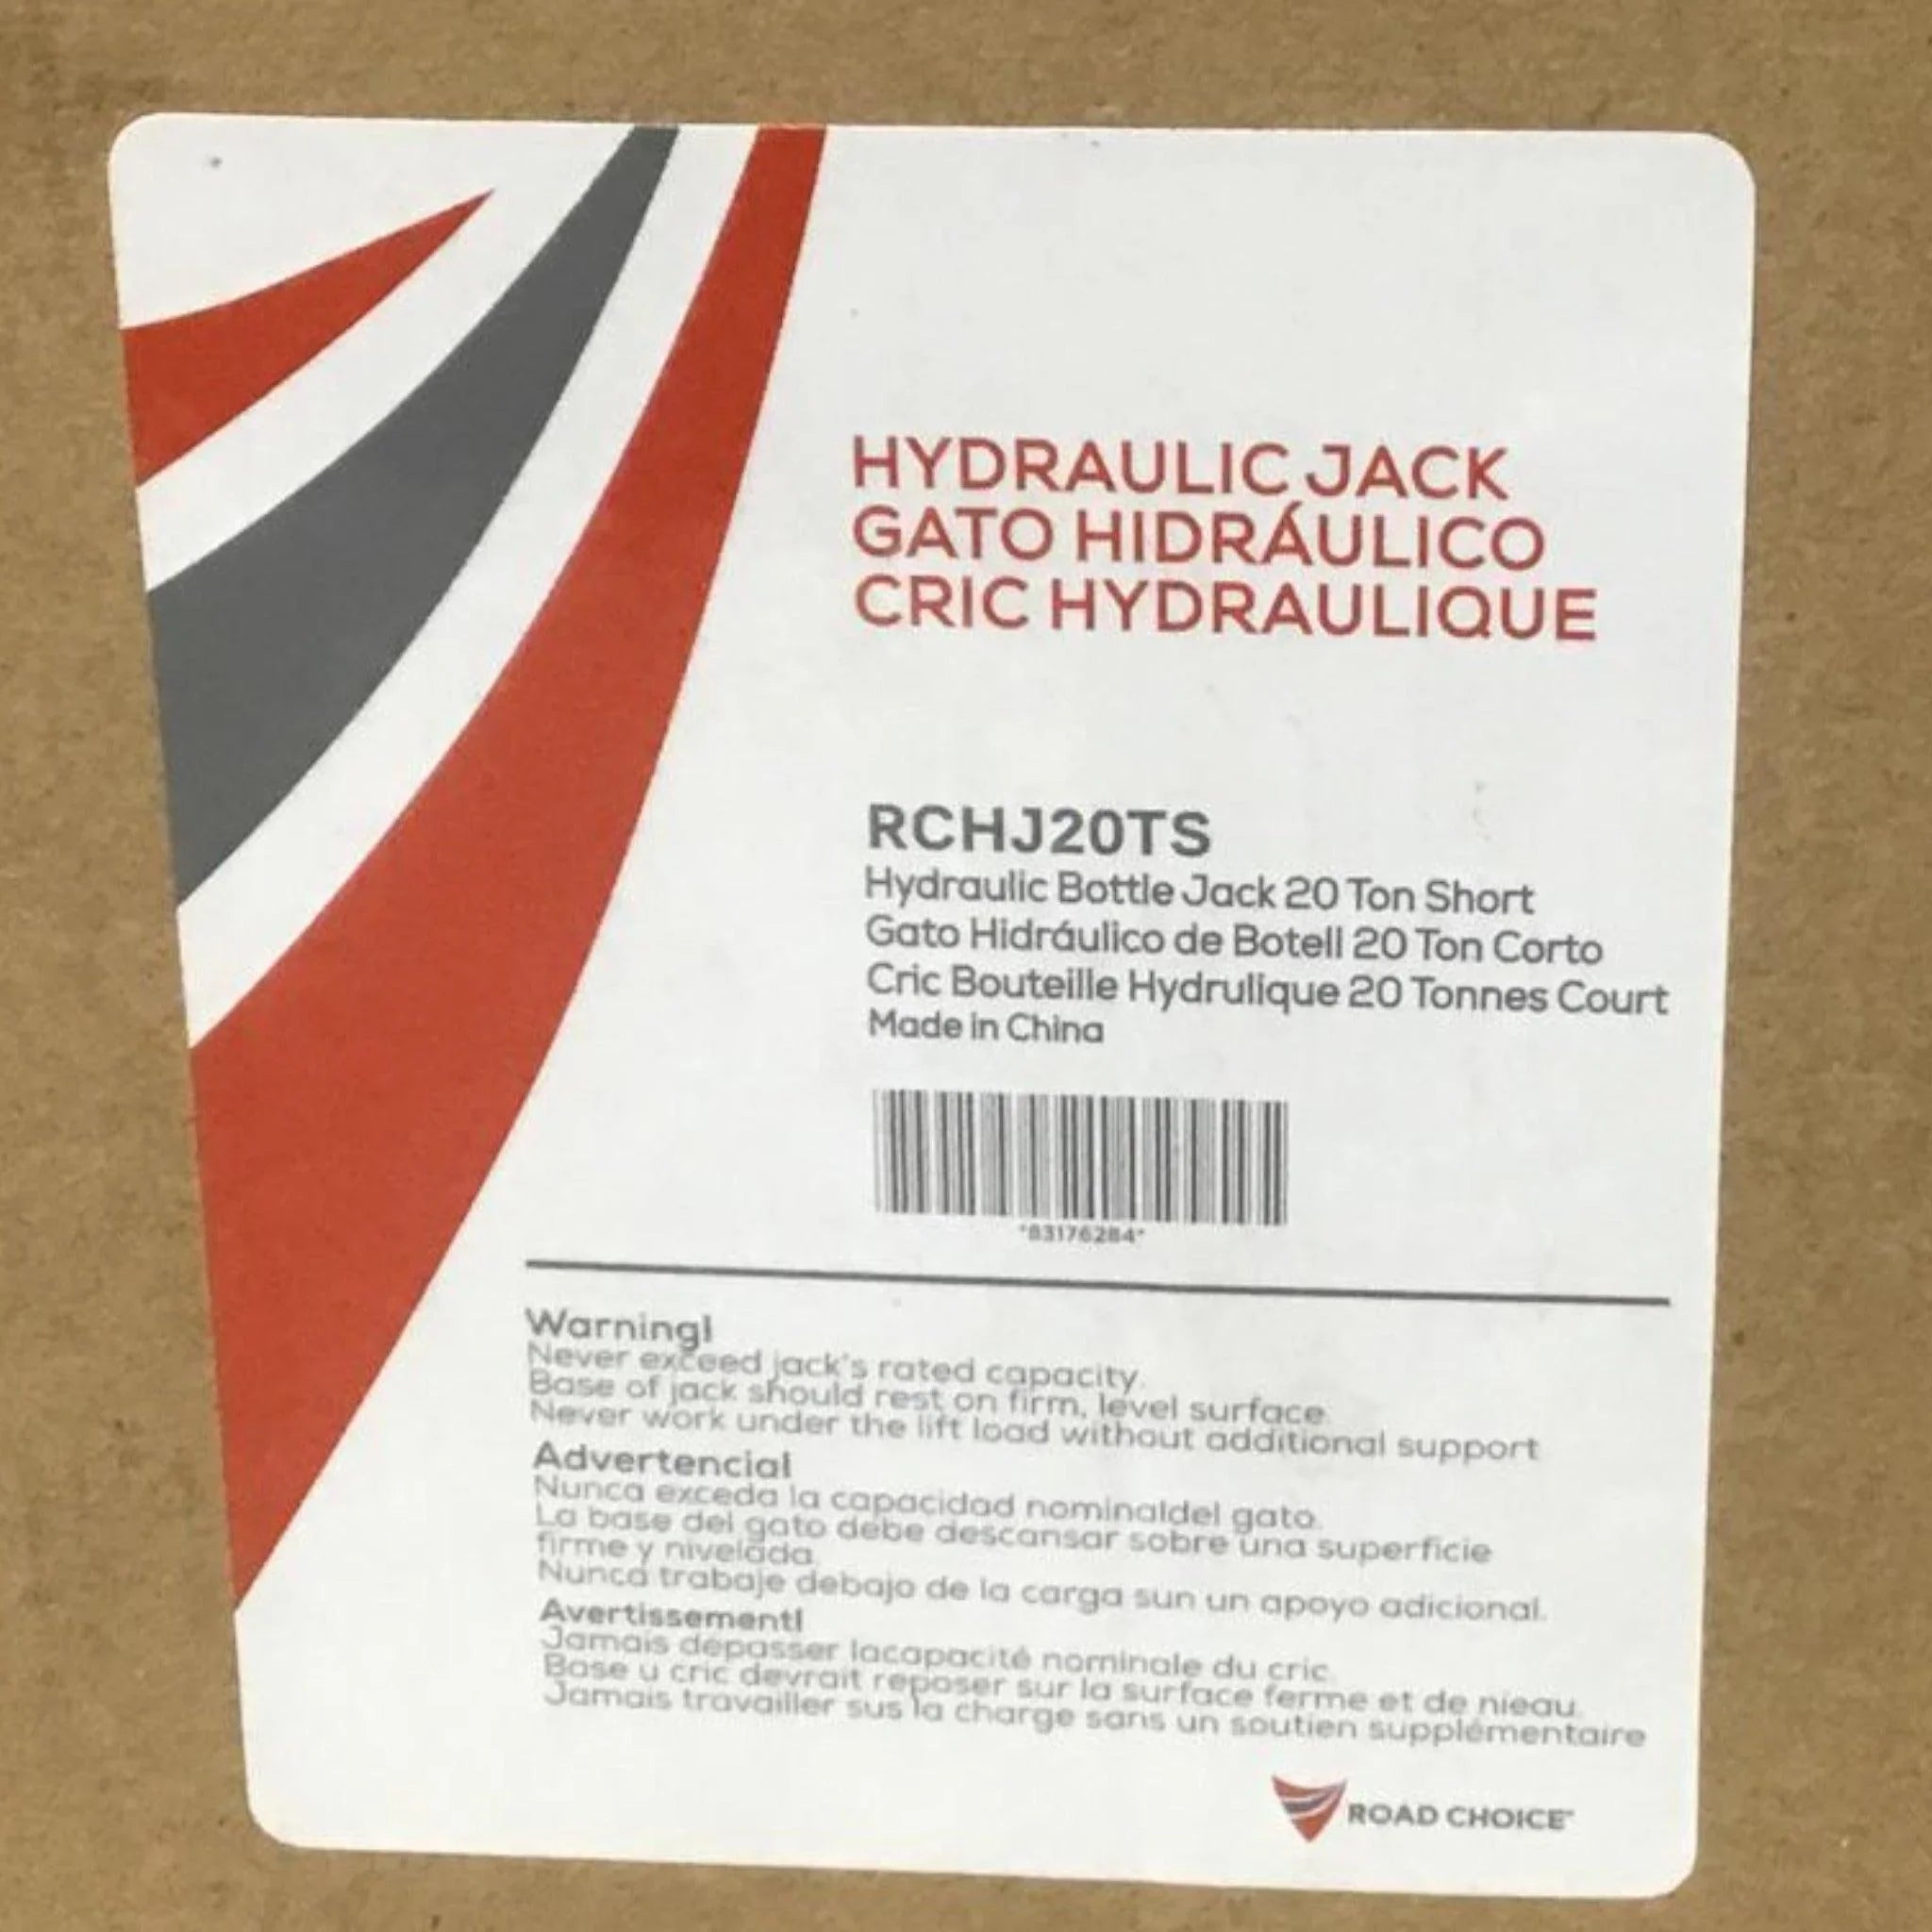 HYDRAULIC JACK
GATO HIDRÁULICO
CRIC HYDRAULIQUE
RCHJ20TS
Hydraulic Bottle Jack 20 Ton Short
Gato Hidráulico de Botell 20 Ton Corto
Cric Bouteille Hydrulique 20 Tonnes Court
Made in China
*83176284*
Warning!
Never exceed jack's rated capacity.
Base of jack should rest on firm, level surface.
Never work under the lift load without additional support
Advertencia!
Nunca exceda la capacidad nominaldel gato.
La base del gato debe descansar sobre una superficie
firme y nivelada.
Nunca trabaje debajo de la carga sun un apoyo adicional.
Avertissement!
Jamais dépasser lacapacité nominale du cric.
Base u cric devrait reposer sur la surface ferme et de nieau.
Jamais travailler sus la charge sans un soutien supplémentaire
ROAD CHOICE™